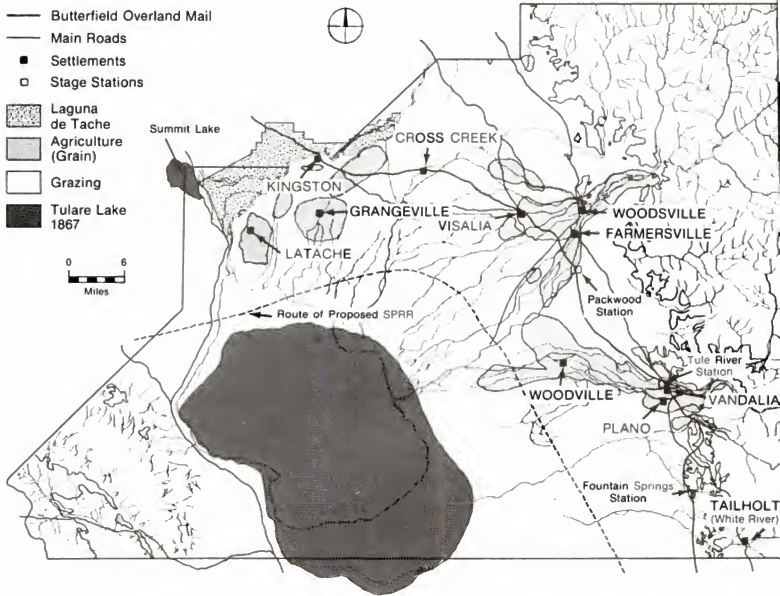 Butterfield Overland Mail
Main Roads
Settlements
Stage Stations
Laguna
de Tache
Agriculture
(Grain)
Grazing
Tulare Lake
1867
0 6
Miles
Summit Lake
CROSS CREEK
KINGSTON
GRANGEVILLE
VISALIA
WOODSVILLE
FARMERSVILLE
LATACHE
Packwood
Station
Route of Proposed SPRR
Tule River
Station
WOODVILLE
VANDALIA
PLANO
Fountain Springs
Station
TAILHOLT
(White River)